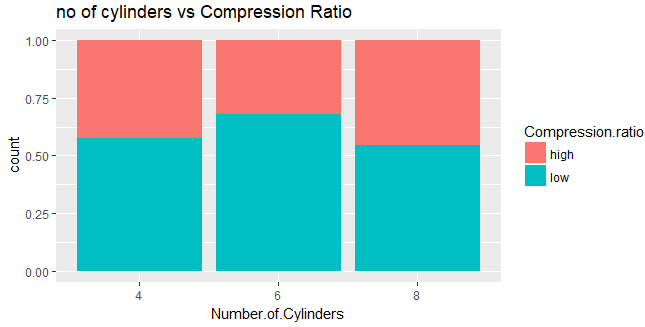 no of cylinders vs Compression Ratio
1.00
0.75
0.50
0.25
0.00
count
4 6 8
Number.of.Cylinders
Compression.ratio
high
low